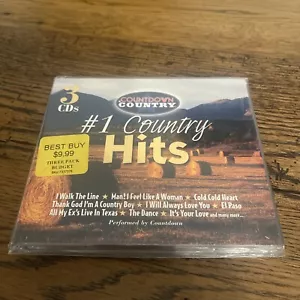 3
CDs
COUNTDOWN
COUNTRY
#1 Country
Hits
BEST BUY
$9.99
THREE PACK
BUDGET
I Walk The Line ★ Man! I Feel Like A Woman ★ Cold Cold Heart
Thank God I'm A Country Boy ★ I Will Always Love You ★ El Paso
All My Ex's Live In Texas ★ The Dance ★ It's Your Love and many more...
Performed by Countdown